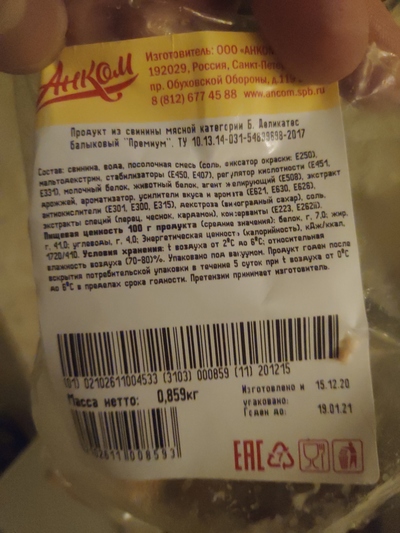 АНКОМ
Изготовитель: ООО «АНКОМ
192029, Россия, Санкт-Пете
пр. Обуховской Обороны, д.
8 (812) 677 45 88 www.ancom.spb.ru
Продукт из свинины мясной категории Б. Деликатес
балыковый "Премиум". ТУ 10.13.14-031-54899698-2017
Состав: свинина, вода, посолочная смесь (соль, фиксатор окраски: Е250),
мальтодекстрин, стабилизаторы (Е450, Е407), регулятор кислотности (Е451,
Е331), молочный белок, животный белок, агент желирующий (Е508), экстракт
дрожжей, ароматизатор, усилители вкуса и аромата (Е621, Е630, Е626),
антиокислители (Е301, Е300, Е315), декстроза (виноградный сахар), соль,
экстракты специй (перец, чеснок, кардамон), консерванты (Е223, Е262).
Пищевая ценность 100 г продукта (средние значения): белок, г. 7,0; жир,
г. 41,0; углеводы, г. 4,0; Энергетическая ценность (калорийность), кДж/ккал,
1720/410. Условия хранения: t воздуха от 2°С до 6°С; относительная
влажность воздуха (70-80)%. Упаковано под вакуумом. Продукт годен после
вскрытия потребительской упаковки в течение 5 суток при t воздуха от 0°С
до 6°С в пределах срока годности. Претензии принимает изготовитель.
(01) 02102611004533 (3103) 000859 (11) 201215
Масса нетто: 0,859кг
Изготовлено и 15.12.20
упаковано:
Годен до: 19.01.21
102611000859
EAC